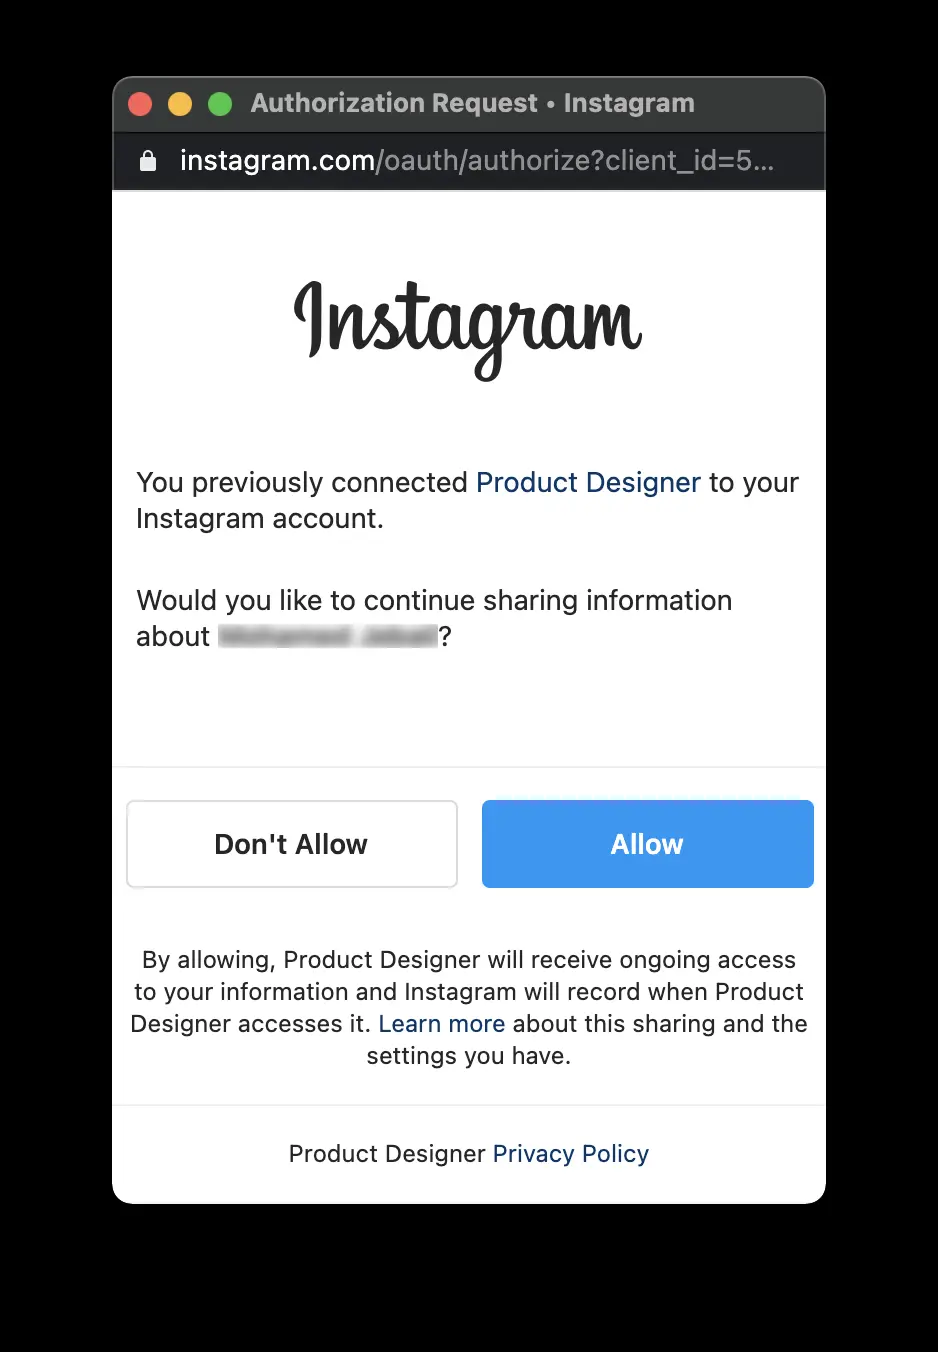 Authorization Request • Instagram
instagram.com/oauth/authorize?client_id=5...
Instagram
You previously connected Product Designer to your
Instagram account.
Would you like to continue sharing information
about ?
Don't Allow
Allow
By allowing, Product Designer will receive ongoing access
to your information and Instagram will record when Product
Designer accesses it. Learn more about this sharing and the
settings you have.
Product Designer Privacy Policy